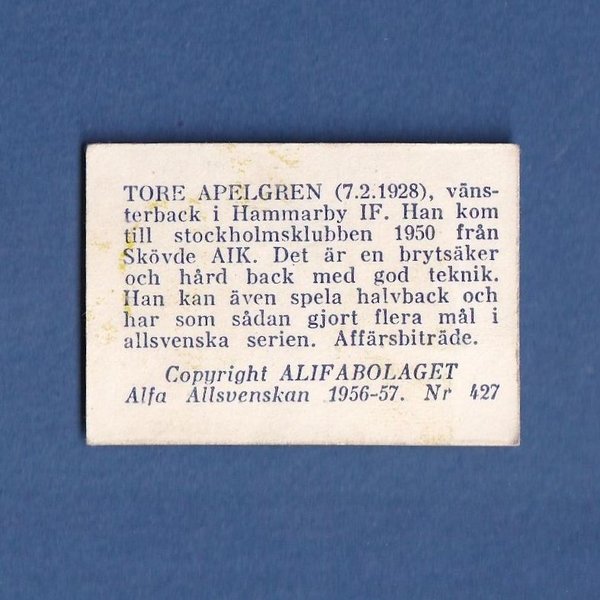 TORE APELGREN (7.2.1928), väns-
terback i Hammarby IF. Han kom
till stockholmsklubben 1950 från
Skövde AIK. Det är en brytsäker
och hård back med god teknik.
Han kan även spela halvback och
har som sådan gjort flera mål i
allsvenska serien. Affärsbiträde.
Copyright ALIFABOLAGET
Alfa Allsvenskan 1956-57. Nr 427